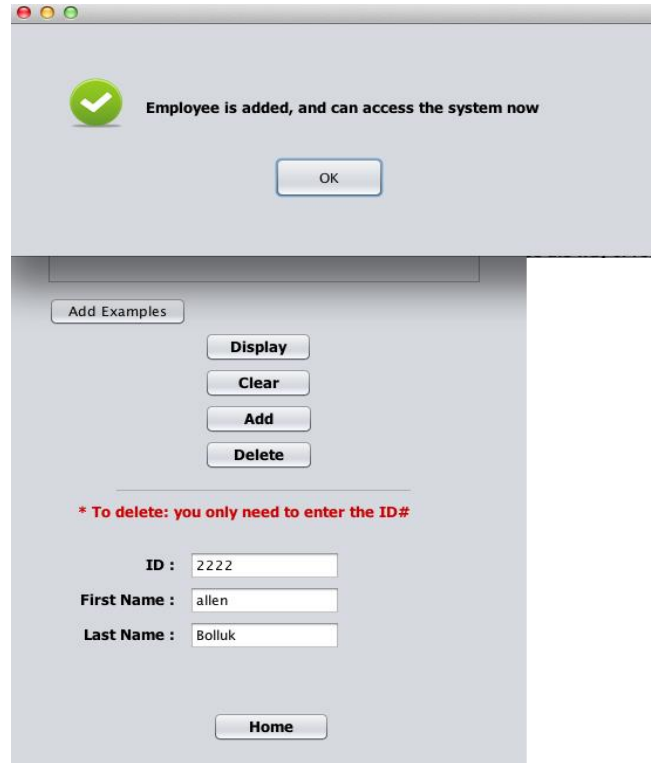 Employee is added, and can access the system now
OK
Add Examples
Display
Clear
Add
Delete
* To delete: you only need to enter the ID#
ID : 2222
First Name : allen
Last Name : Bolluk
Home